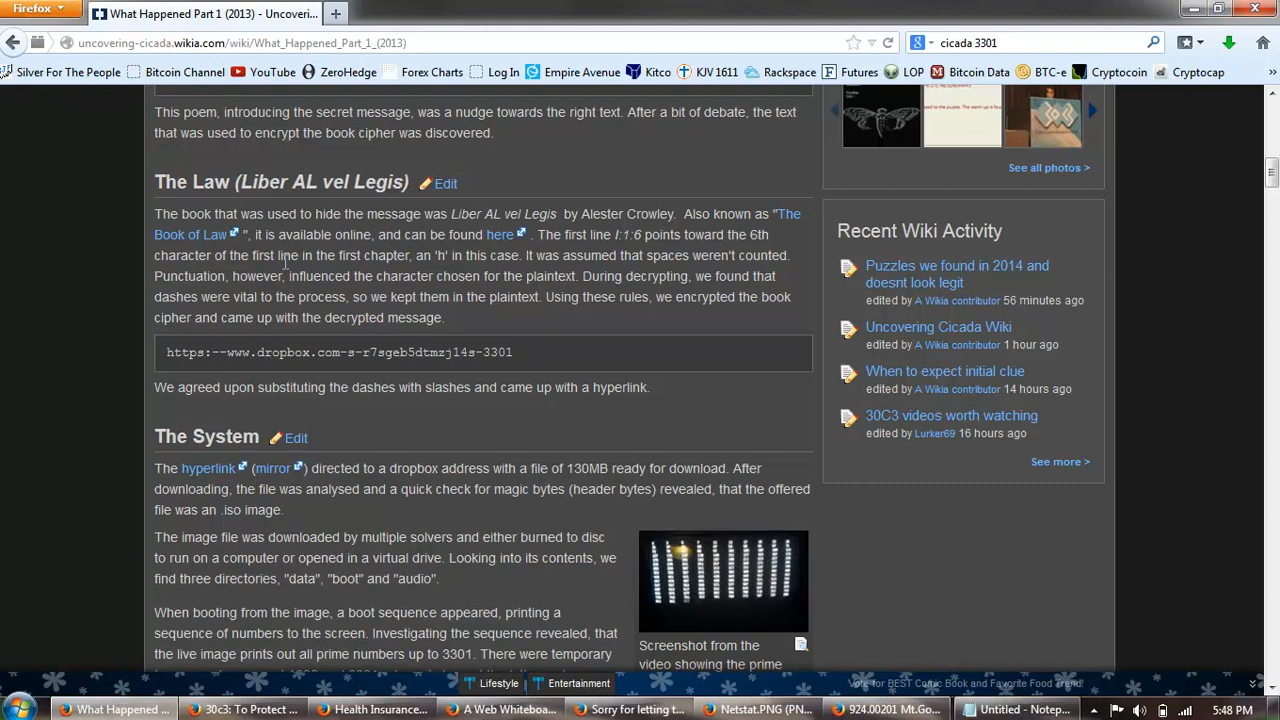 Firefox
What Happened Part 1 (2013) - Uncoveri...
uncovering-cicada.wikia.com/wiki/What_Happened_Part_1_(2013)
cicada 3301
Silver For The People
Bitcoin Channel
YouTube
ZeroHedge
Forex Charts
Log In
Empire Avenue
Kitco
KJV 1611
Rackspace
Futures
LOP
Bitcoin Data
BTC-e
Cryptocoin
Cryptocap
This poem, introducing the secret message, was a nudge towards the right text. After a bit of debate, the text
that was used to encrypt the book cipher was discovered.
The Law (Liber AL vel Legis) Edit
The book that was used to hide the message was Liber AL vel Legis by Alester Crowley. Also known as "The
Book of Law ", it is available online, and can be found here . The first line I:1:6 points toward the 6th
character of the first line in the first chapter, an 'h' in this case. It was assumed that spaces weren't counted.
Punctuation, however, influenced the character chosen for the plaintext. During decrypting, we found that
dashes were vital to the process, so we kept them in the plaintext. Using these rules, we encrypted the book
cipher and came up with the decrypted message.
https:--www.dropbox.com-s-r7sgeb5dtmzj14s-3301
We agreed upon substituting the dashes with slashes and came up with a hyperlink.
The System Edit
The hyperlink (mirror) directed to a dropbox address with a file of 130MB ready for download. After
downloading, the file was analysed and a quick check for magic bytes (header bytes) revealed, that the offered
file was an .iso image.
The image file was downloaded by multiple solvers and either burned to disc
to run on a computer or opened in a virtual drive. Looking into its contents, we
find three directories, "data", "boot" and "audio".
When booting from the image, a boot sequence appeared, printing a
sequence of numbers to the screen. Investigating the sequence revealed, that
the live image prints out all prime numbers up to 3301. There were temporary
Screenshot from the
video showing the prime
See all photos >
Recent Wiki Activity
Puzzles we found in 2014 and
doesnt look legit
edited by A Wikia contributor 56 minutes ago
Uncovering Cicada Wiki
edited by A Wikia contributor 1 hour ago
When to expect initial clue
edited by A Wikia contributor 14 hours ago
30C3 videos worth watching
edited by Lurker69 16 hours ago
See more >
Lifestyle
Entertainment
Vote for BEST Comic Book and Favorite Food Trend
What Happened ...
30c3: To Protect ...
Health Insurance...
A Web Whiteboa...
Sorry for letting t...
Netstat.PNG (PN...
924.00201 Mt.Go...
Untitled - Notep...
5:48 PM